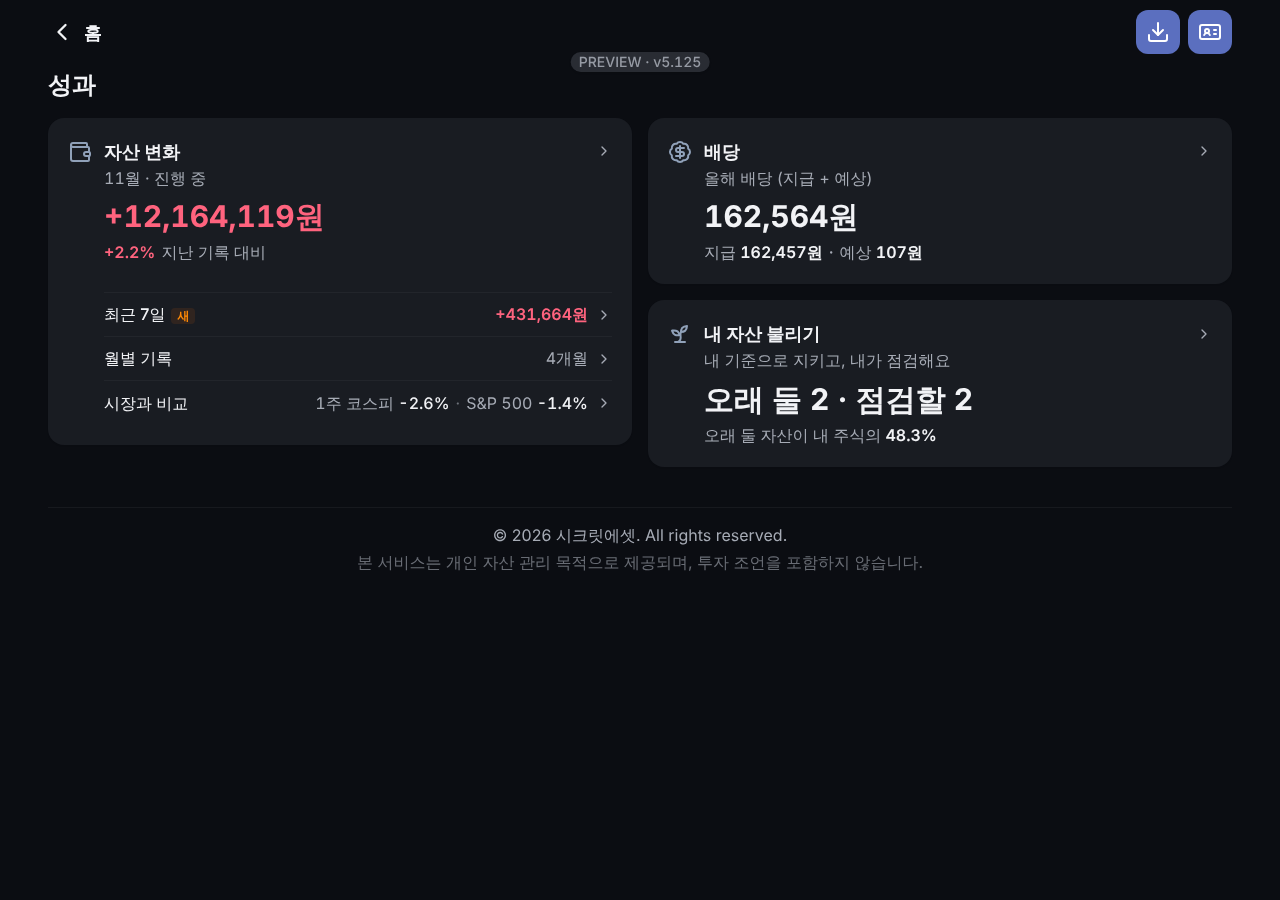 홈
PREVIEW · v5.125
성과
자산 변화
11월 · 진행 중
+12,164,119원
+2.2% 지난 기록 대비
최근 7일 새 +431,664원
월별 기록 4개월
시장과 비교 1주 코스피 -2.6% · S&P 500 -1.4%
배당
올해 배당 (지급 + 예상)
162,564원
지급 162,457원 · 예상 107원
내 자산 불리기
내 기준으로 지키고, 내가 점검해요
오래 둘 2 · 점검할 2
오래 둘 자산이 내 주식의 48.3%
© 2026 시크릿에셋. All rights reserved.
본 서비스는 개인 자산 관리 목적으로 제공되며, 투자 조언을 포함하지 않습니다.